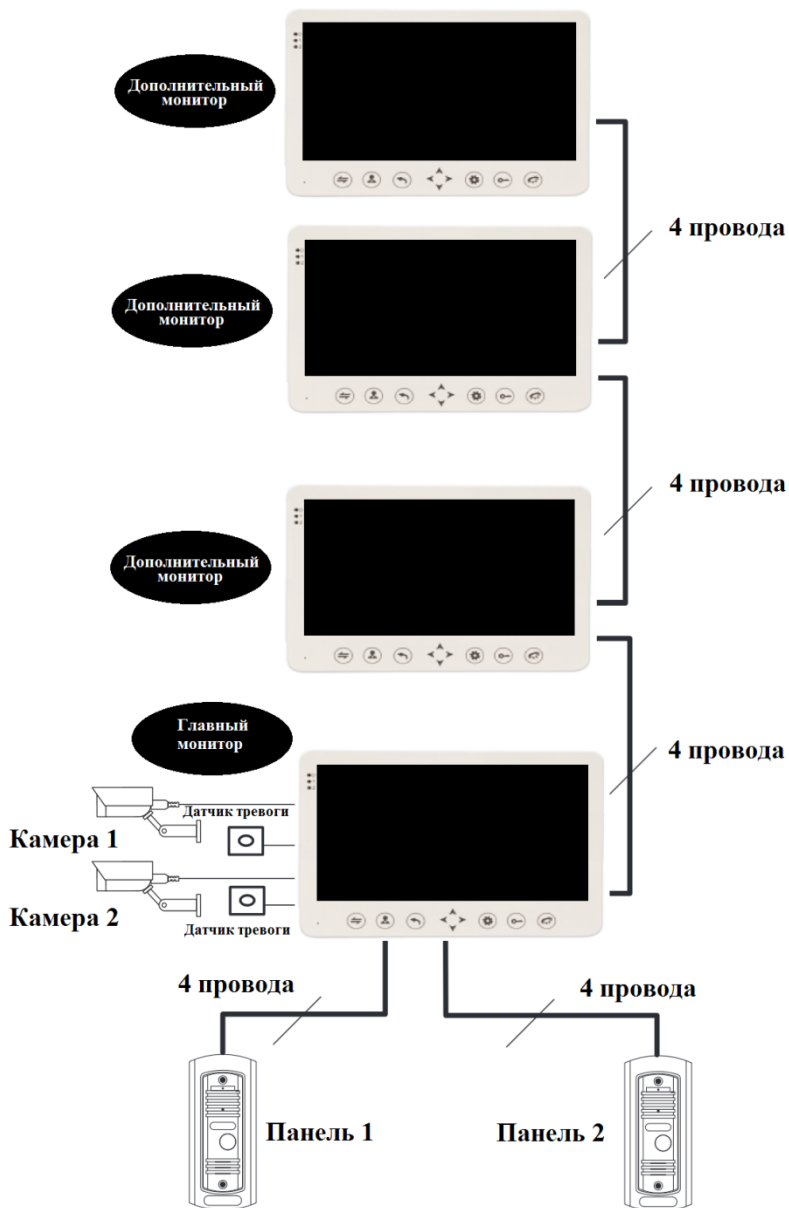 Дополнительный
монитор
4 провода
Дополнительный
монитор
4 провода
Дополнительный
монитор
Главный
монитор
4 провода
Датчик тревоги
Камера 1
Камера 2
Датчик тревоги
4 провода
4 провода
Панель 1
Панель 2